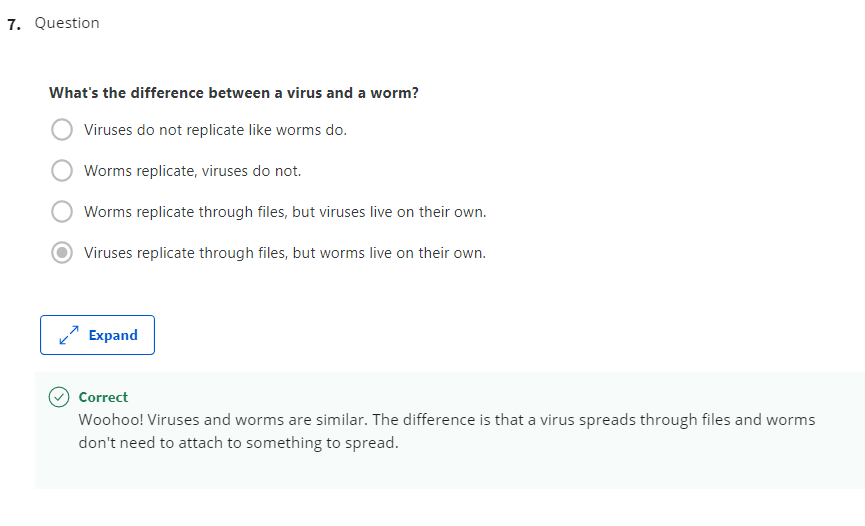 7. Question
What's the difference between a virus and a worm?
Viruses do not replicate like worms do.
Worms replicate, viruses do not.
Worms replicate through files, but viruses live on their own.
Viruses replicate through files, but worms live on their own.
Expand
Correct
Woohoo! Viruses and worms are similar. The difference is that a virus spreads through files and worms
don't need to attach to something to spread.